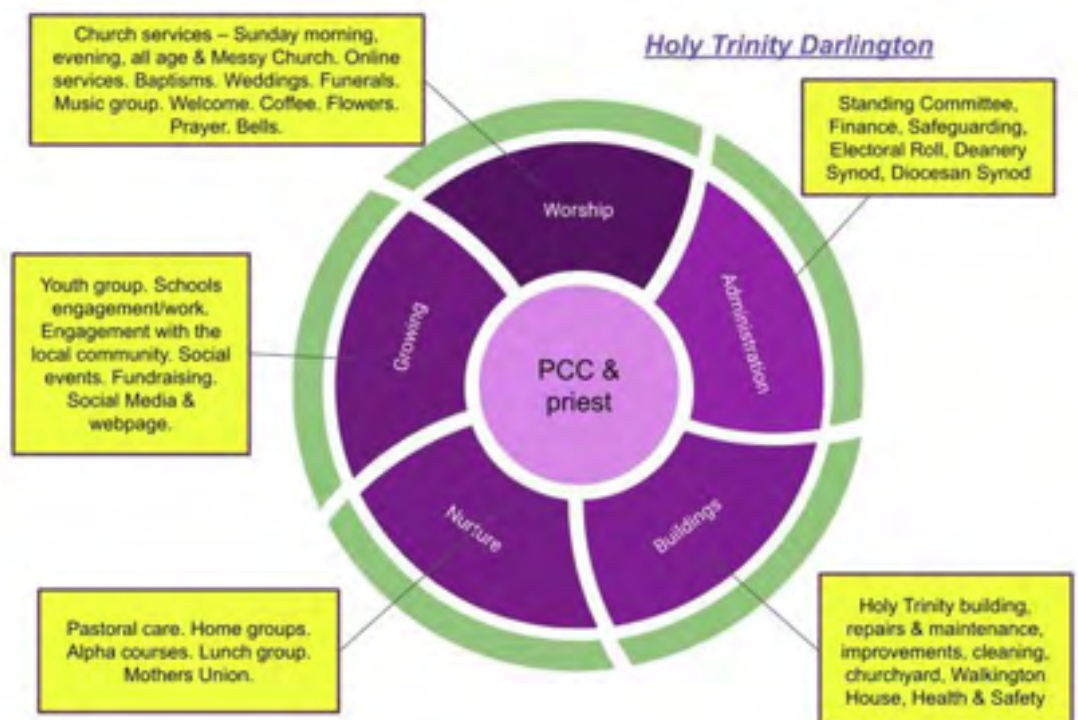 Holy Trinity Darlington
Church services – Sunday morning,
evening, all age & Messy Church. Online
services. Baptisms. Weddings. Funerals.
Music group. Welcome. Coffee. Flowers.
Prayer. Bells.
Standing Committee,
Finance, Safeguarding,
Electoral Roll, Deanery
Synod, Diocesan Synod
Worship
Administration
Growing
PCC &
priest
Nurture
Buildings
Youth group. Schools
engagement/work.
Engagement with the
local community. Social
events. Fundraising.
Social Media &
webpage.
Pastoral care. Home groups.
Alpha courses. Lunch group.
Mothers Union.
Holy Trinity building,
repairs & maintenance,
improvements, cleaning,
churchyard, Walkington
House, Health & Safety